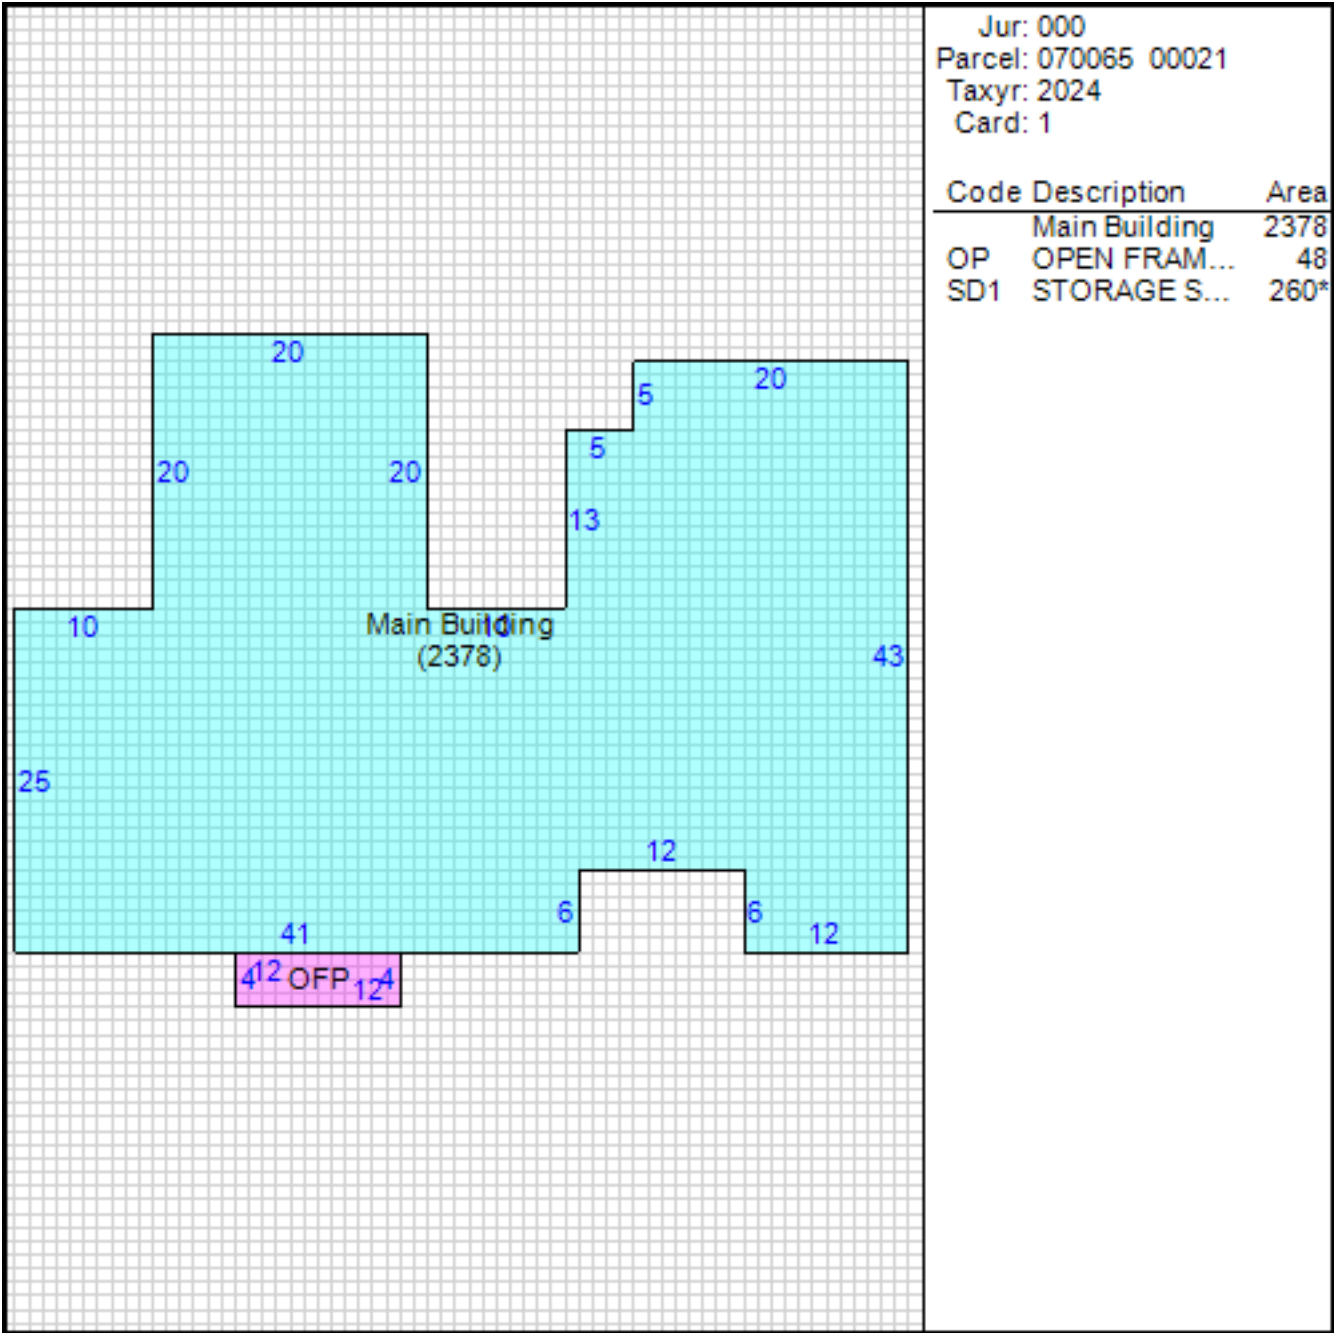 Jur: 000
Parcel: 070065 00021
Taxyr: 2024
Card: 1
Code Description Area
Main Building 2378
OP OPEN FRAM... 48
SD1 STORAGE S... 260*
20
20
5
5
20
20
13
10
Main Building
10
(2378)
43
25
12
6
6
41
12
4
12
OFP
12
4